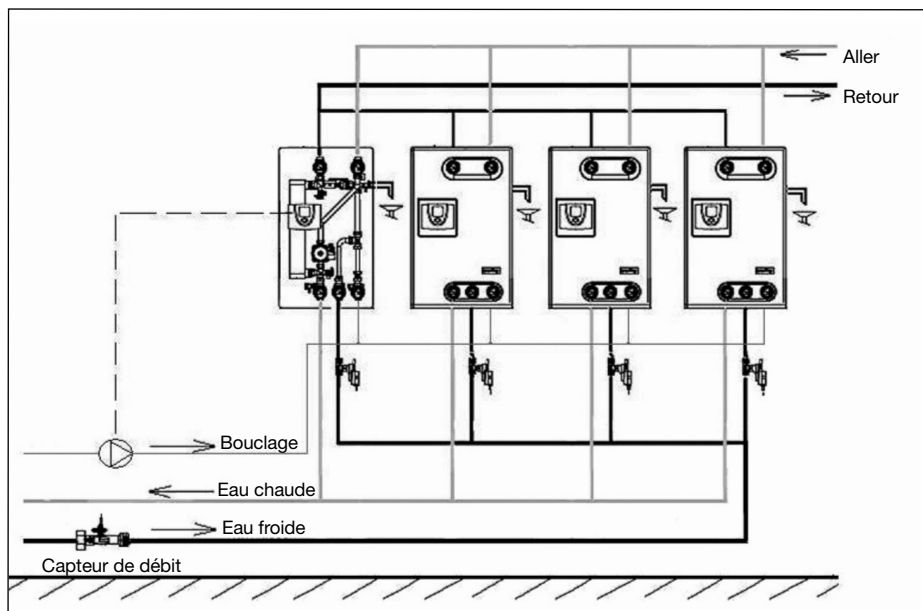 Aller
Retour
Bouclage
Eau chaude
Eau froide
Capteur de débit